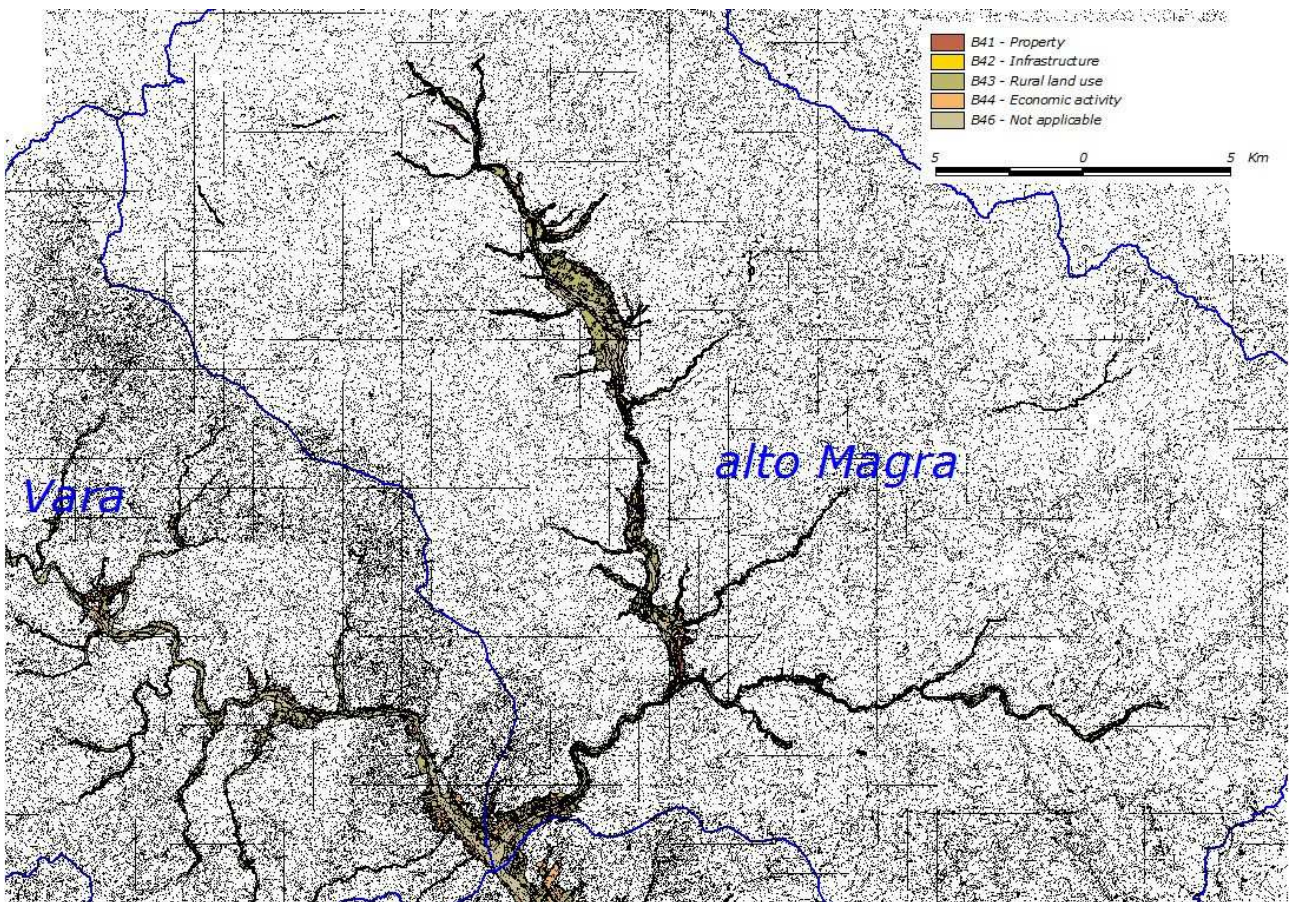 B41 - Property
B42 - Infrastructure
B43 - Rural land use
B44 - Economic activity
B46 - Not applicable
5 0 5 Km
alto Magra
Vara